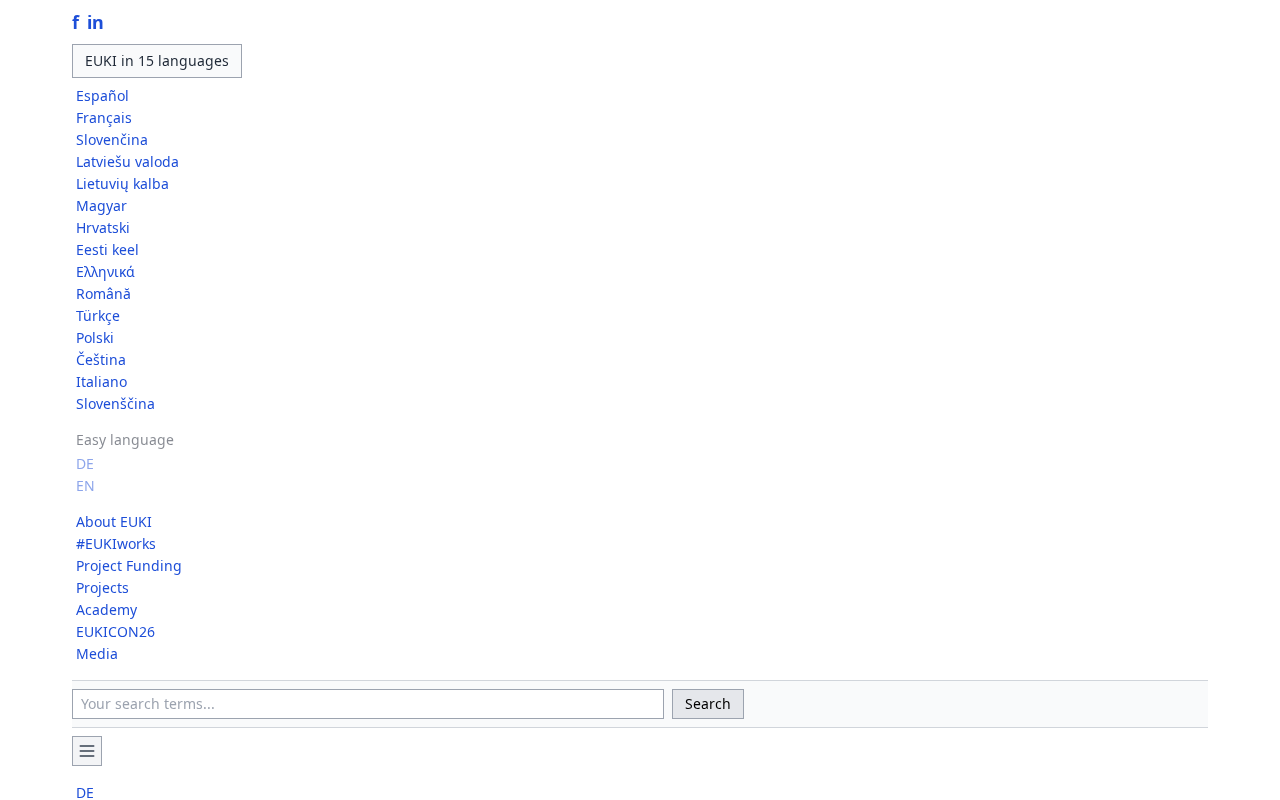 f in
EUKI in 15 languages
Español
Français
Slovenčina
Latviešu valoda
Lietuvių kalba
Magyar
Hrvatski
Eesti keel
Ελληνικά
Română
Türkçe
Polski
Čeština
Italiano
Slovenščina
Easy language
DE
EN
About EUKI
#EUKIworks
Project Funding
Projects
Academy
EUKICON26
Media
Your search terms...
Search
DE